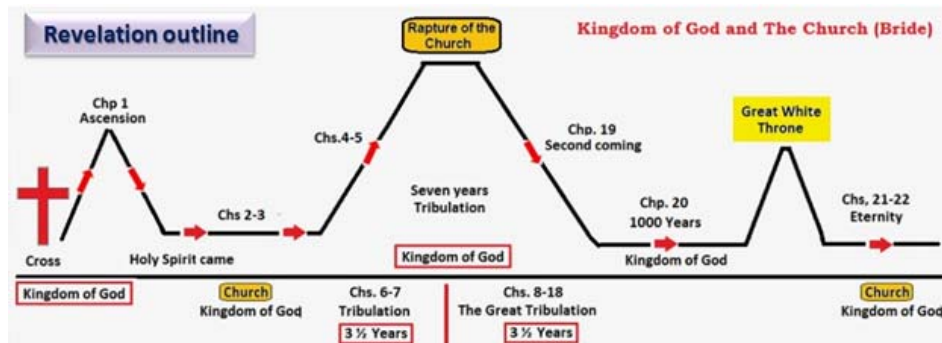 Revelation outline
Rapture of the
Church
Kingdom of God and The Church (Bride)
Chp 1
Ascension
Chs.4-5
Chp. 19
Second coming
Great White
Throne
Seven years
Tribulation
Chs 2-3
Chp. 20
1000 Years
Chs, 21-22
Eternity
Cross
Holy Spirit came
Kingdom of God
Kingdom of God
Kingdom of God
Church
Kingdom of God
Chs. 6-7
Tribulation
3 ½ Years
Chs. 8-18
The Great Tribulation
3 ½ Years
Church
Kingdom of God